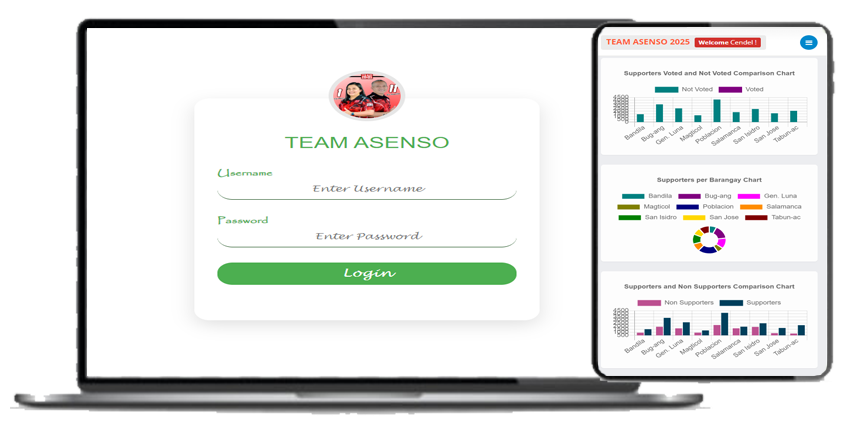 TEAM ASENSO
Username
Enter Username
Password
Enter Password
Login
TEAM ASENSO 2025 Welcome Cendel !
Supporters Voted and Not Voted Comparison Chart
Not Voted Voted
4500
500
Bandila Bug-ang Gen. Luna Magticol Poblacion Salamanca San Isidro San Jose Tabun-ac
Supporters per Barangay Chart
Bandila Bug-ang Gen. Luna
Magticol Poblacion Salamanca
San Isidro San Jose Tabun-ac
Supporters and Non Supporters Comparison Chart
Non Supporters Supporters
4500
500
Bandila Bug-ang Gen. Luna Magticol Poblacion Salamanca San Isidro San Jose Tabun-ac